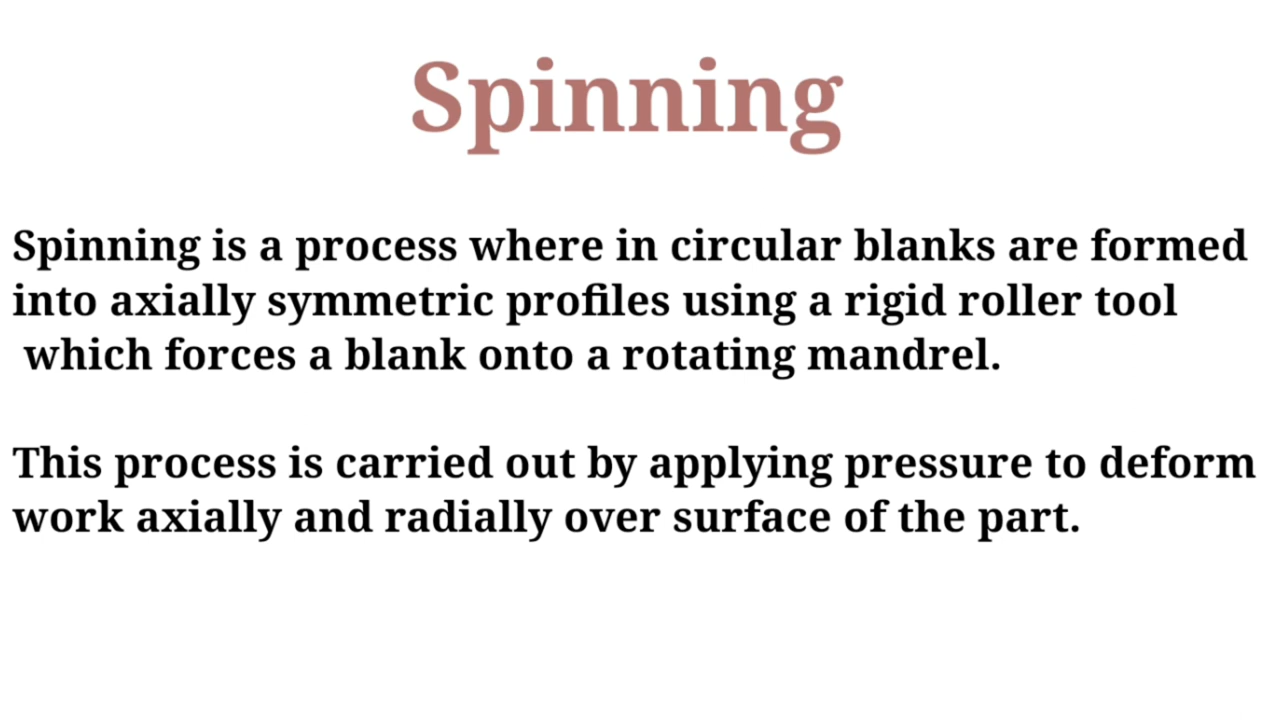 Spinning
Spinning is a process where in circular blanks are formed
into axially symmetric profiles using a rigid roller tool
which forces a blank onto a rotating mandrel.
This process is carried out by applying pressure to deform
work axially and radially over surface of the part.